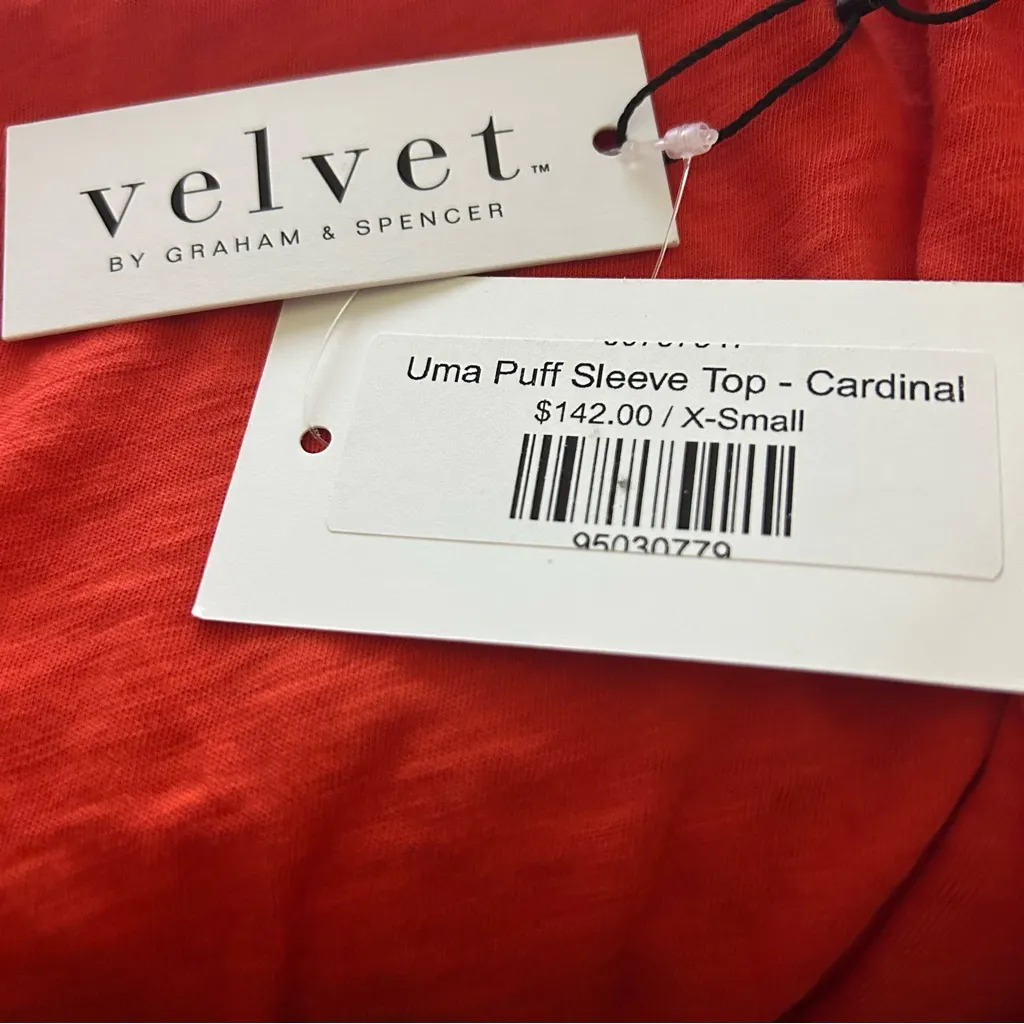 velvet™
BY GRAHAM & SPENCER
Uma Puff Sleeve Top - Cardinal
$142.00 / X-Small
95030779